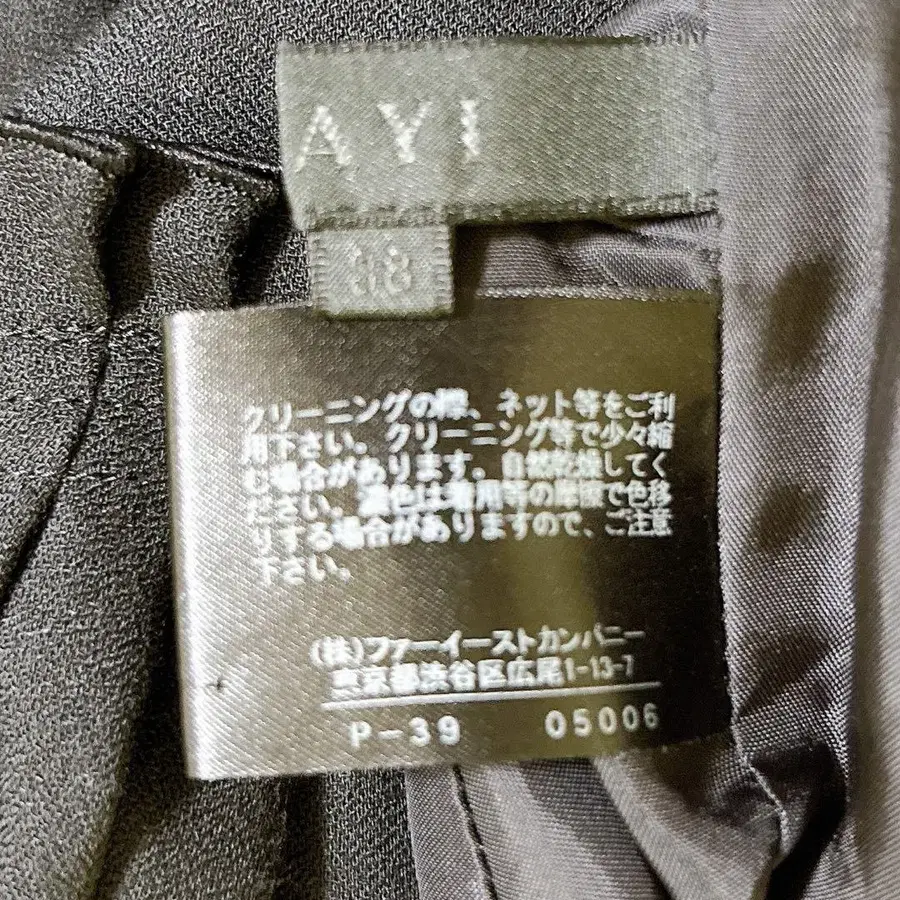 AYI
38
クリーニングの際、ネット等をご利
用下さい。クリーニング等で少々縮
む場合があります。自然乾燥してく
ださい。濃色は着用等の摩擦で色移
りする場合がありますので、ご注意
下さい。
(株)ファーイーストカンパニー
東京都渋谷区広尾1-13-7
P-39 05006